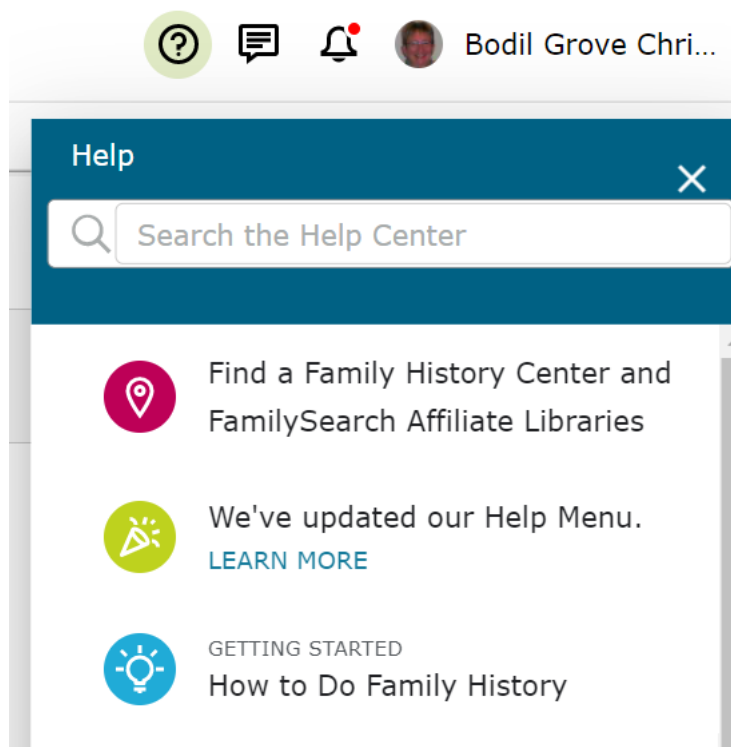 Bodil Grove Chri...
Help
Search the Help Center
Find a Family History Center and
FamilySearch Affiliate Libraries
We've updated our Help Menu.
LEARN MORE
GETTING STARTED
How to Do Family History